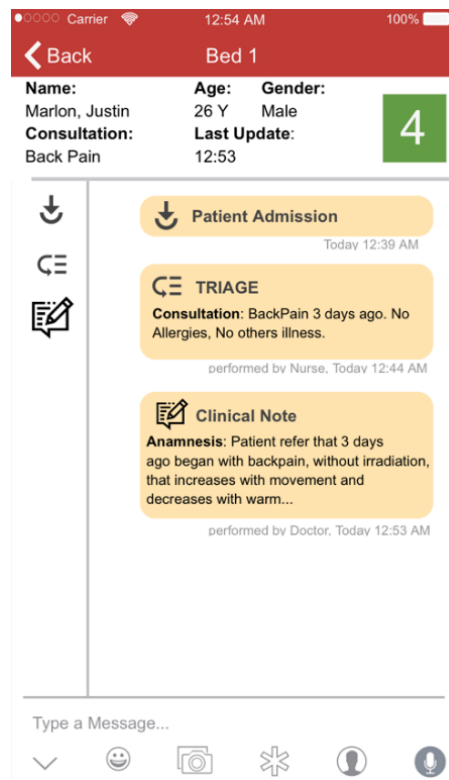 Carrier 12:54 AM 100%
Back Bed 1
Name: Age: Gender:
Marlon, Justin 26 Y Male
4
Consultation: Last Update:
Back Pain 12:53
Patient Admission
Today 12:39 AM
TRIAGE
Consultation: BackPain 3 days ago. No
Allergies, No others illness.
performed by Nurse, Today 12:44 AM
Clinical Note
Anamnesis: Patient refer that 3 days
ago began with backpain, without irradiation,
that increases with movement and
decreases with warm...
performed by Doctor, Today 12:53 AM
Type a Message...